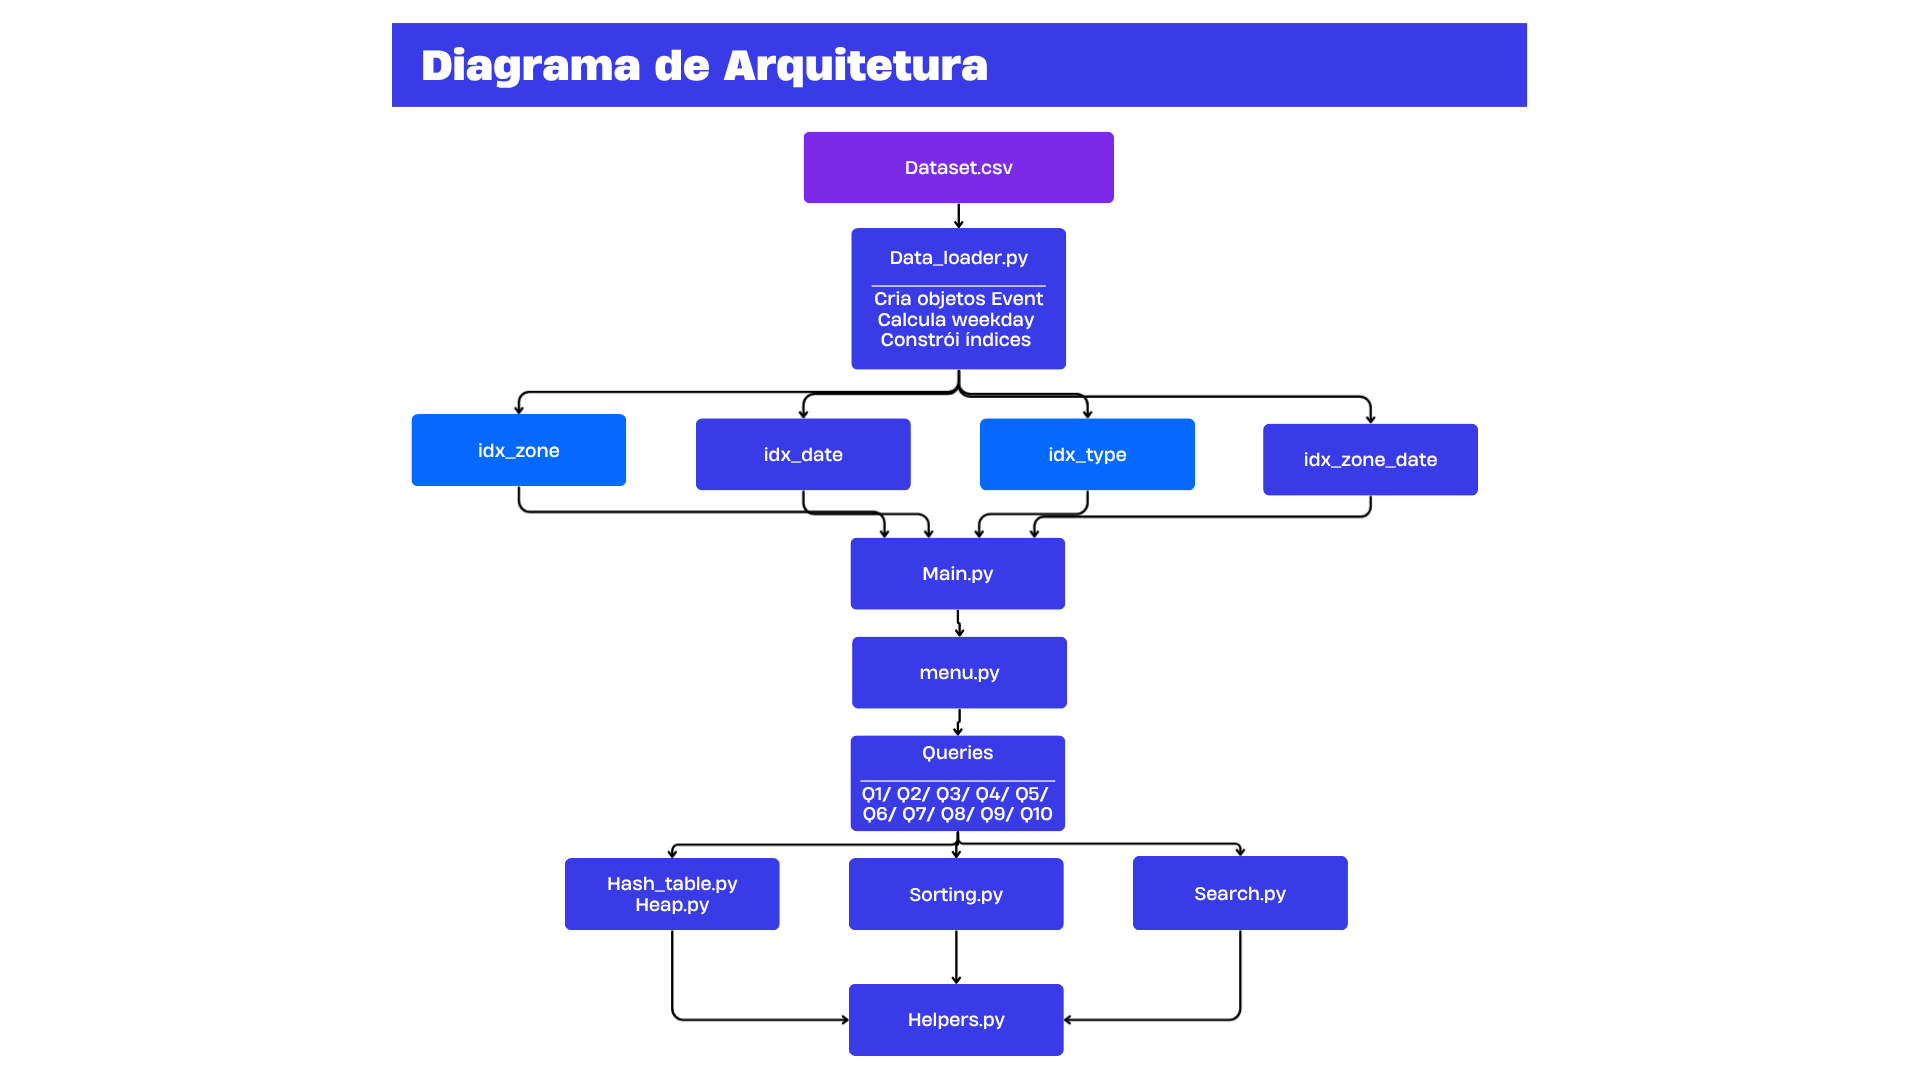 Diagrama de Arquitetura
Dataset.csv
Data_loader.py
Cria objetos Event
Calcula weekday
Constrói índices
idx_zone
idx_date
idx_type
idx_zone_date
Main.py
menu.py
Queries
Q1/ Q2/ Q3/ Q4/ Q5/
Q6/ Q7/ Q8/ Q9/ Q10
Hash_table.py
Heap.py
Sorting.py
Search.py
Helpers.py